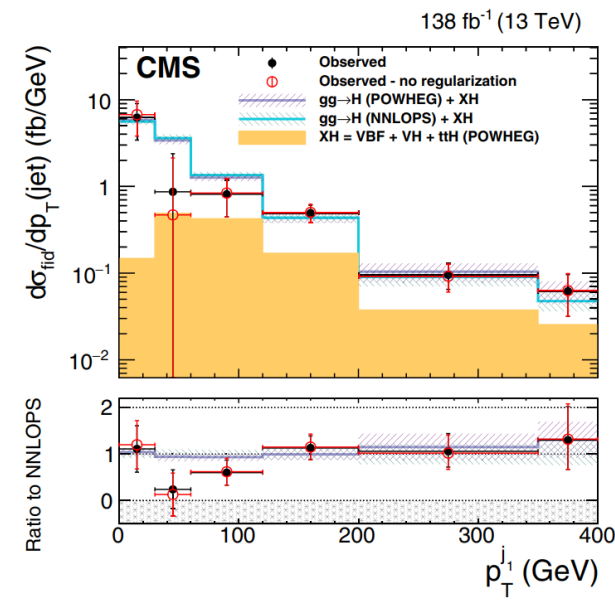 138 fb⁻¹ (13 TeV)
CMS
Observed
Observed - no regularization
gg→H (POWHEG) + XH
gg→H (NNLOPS) + XH
XH = VBF + VH + ttH (POWHEG)
dσ_fid/dp_T(jet) (fb/GeV)
10
1
10⁻¹
10⁻²
Ratio to NNLOPS
2
1
0
0 100 200 300 400
p_T^{j_1} (GeV)